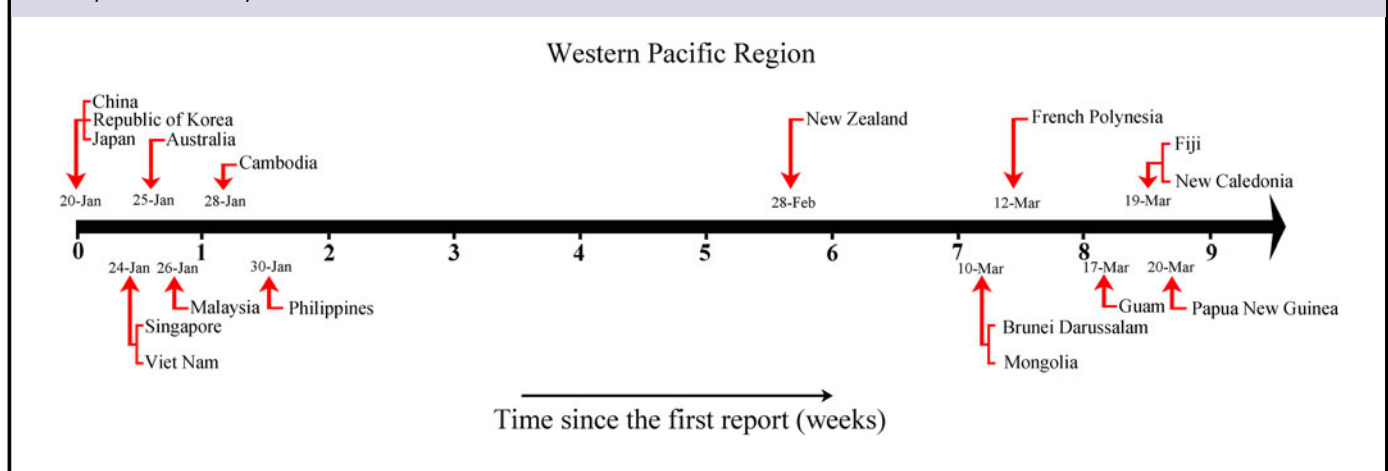 Western Pacific Region
China
Republic of Korea
Japan
Australia
Cambodia
New Zealand
French Polynesia
Fiji
New Caledonia
20-Jan 25-Jan 28-Jan 28-Feb 12-Mar 19-Mar
0 1 2 3 4 5 6 7 8 9
24-Jan 26-Jan 30-Jan 10-Mar 17-Mar 20-Mar
Malaysia Philippines Guam Papua New Guinea
Singapore Brunei Darussalam
Viet Nam Mongolia
Time since the first report (weeks)